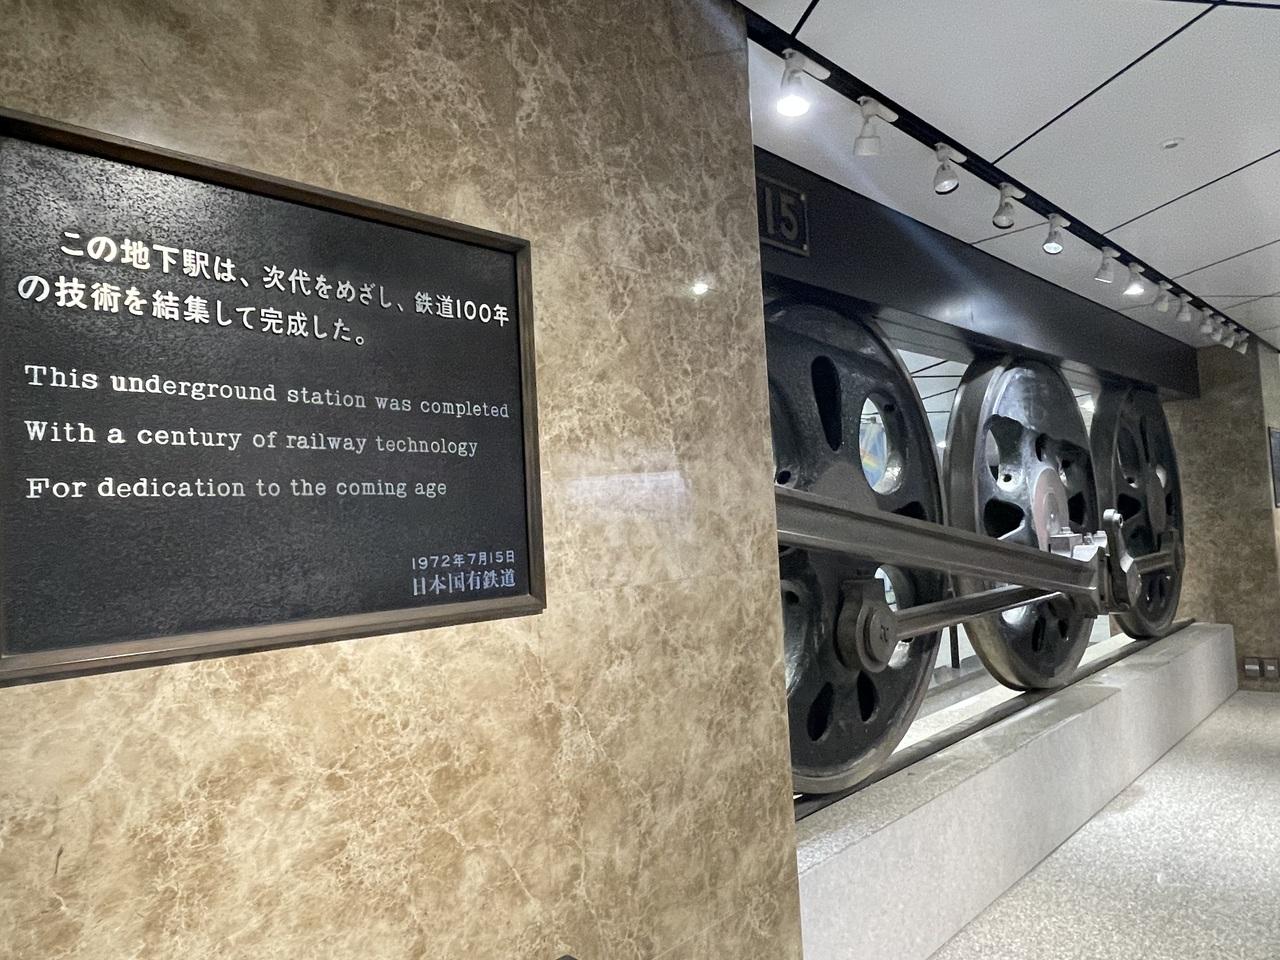 この地下駅は、次代をめざし、鉄道100年
の技術を結集して完成した。
This underground station was completed
With a century of railway technology
For dedication to the coming age
1972年7月15日
日本国有鉄道
15